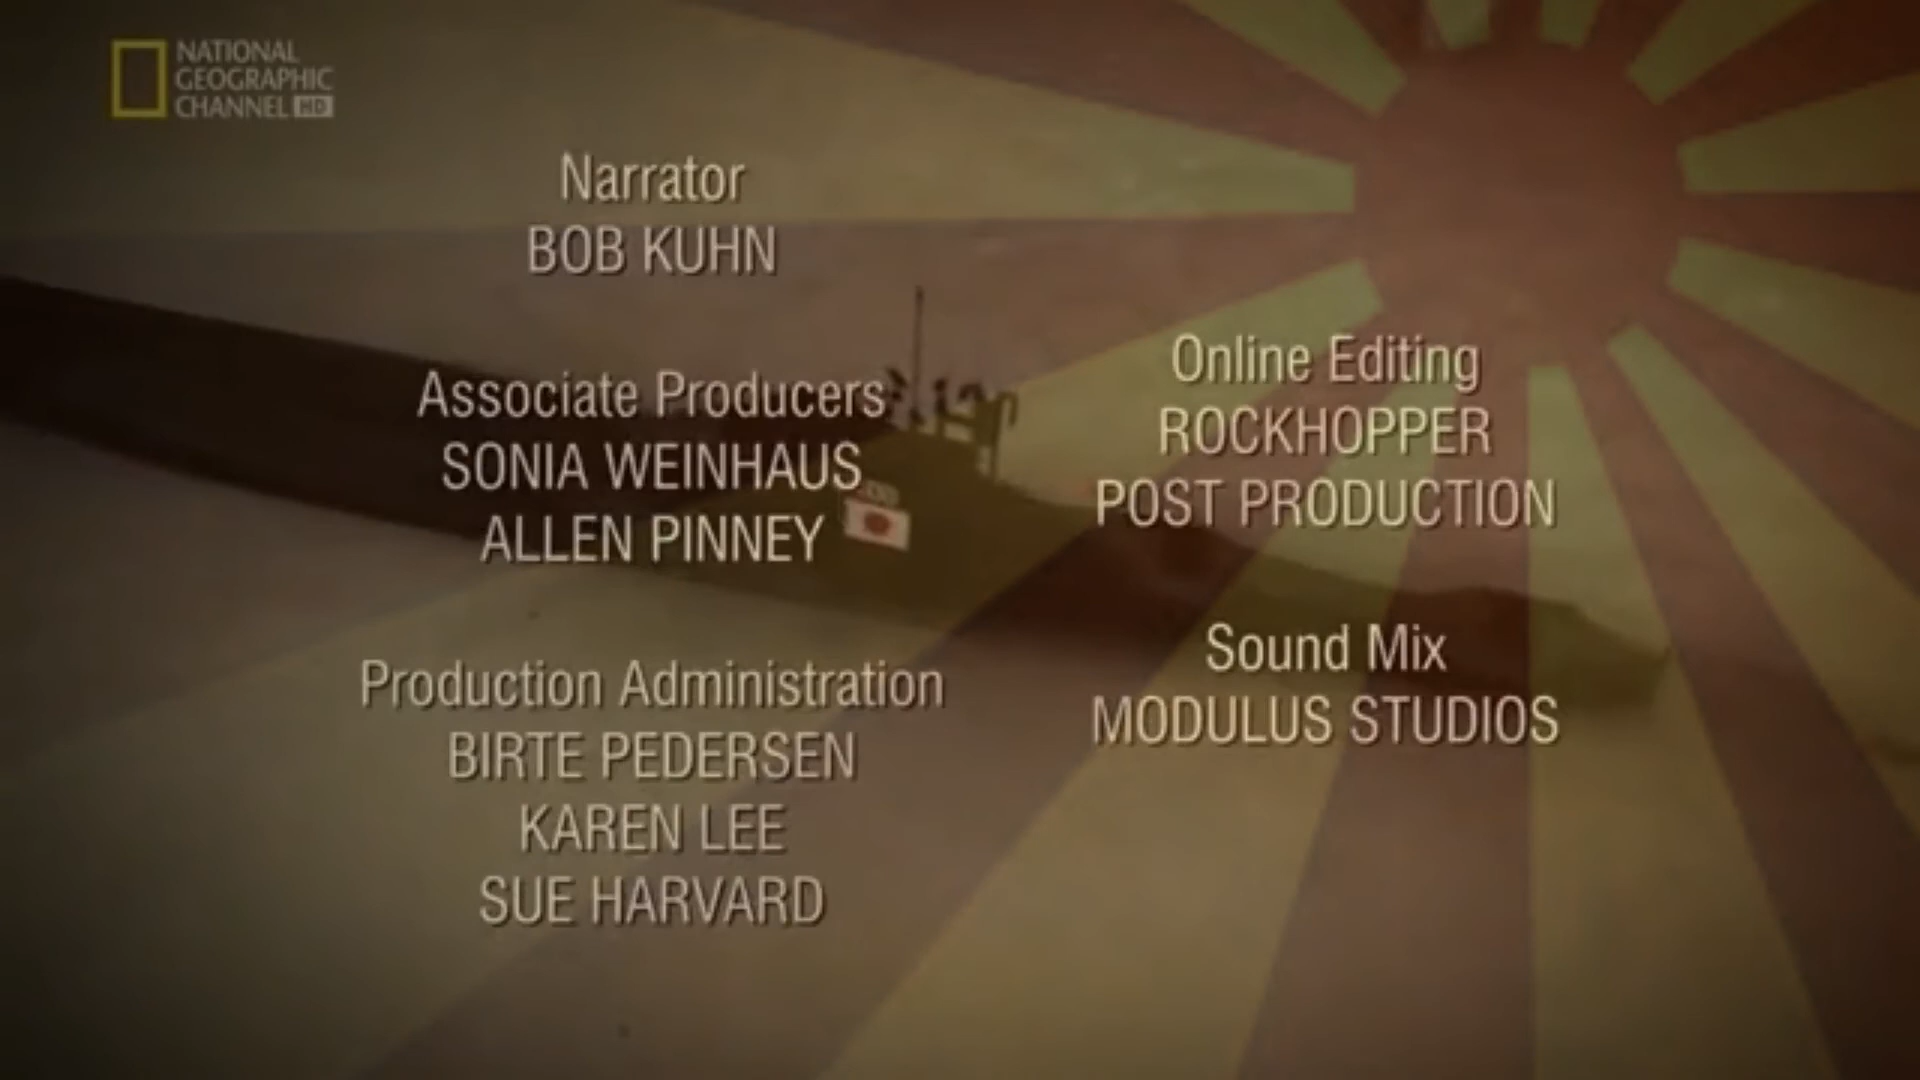 NATIONAL
GEOGRAPHIC
CHANNEL HD
Narrator
BOB KUHN
Associate Producers
SONIA WEINHAUS
ALLEN PINNEY
Production Administration
BIRTE PEDERSEN
KAREN LEE
SUE HARVARD
Online Editing
ROCKHOPPER
POST PRODUCTION
Sound Mix
MODULUS STUDIOS